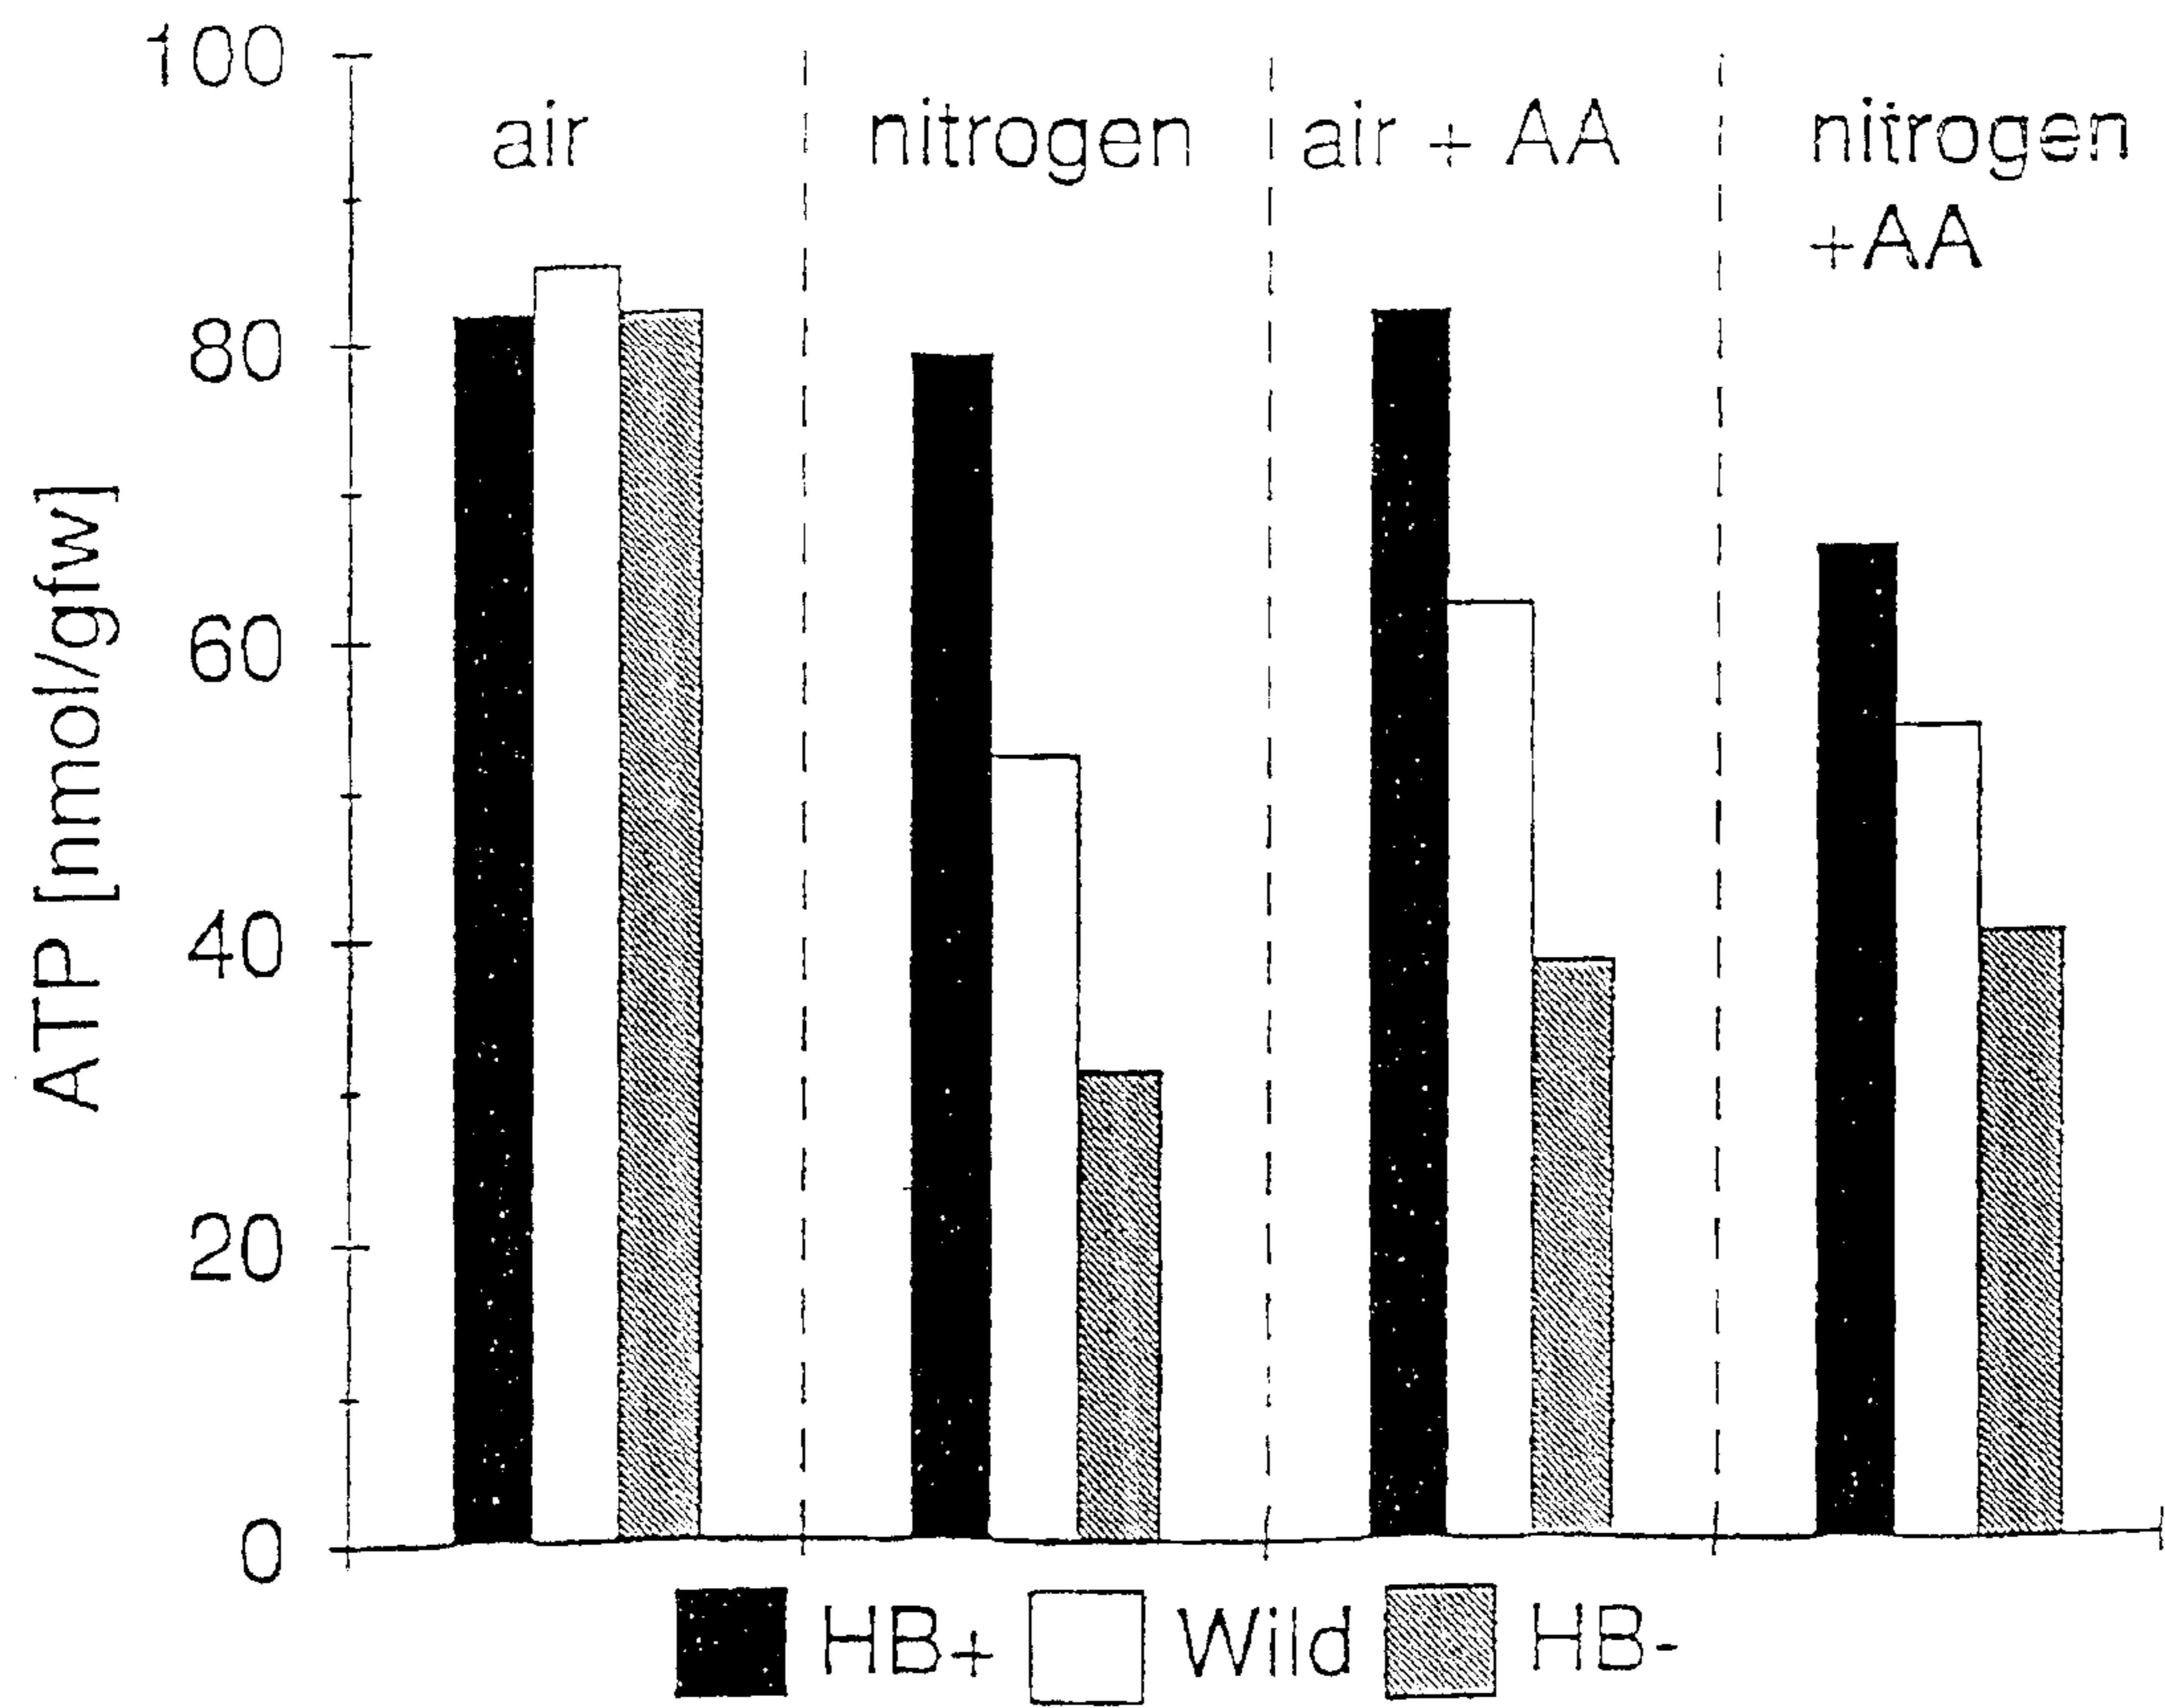 100
80
60
40
20
0
ATP [nmol/gfw]
air
nitrogen
air + AA
nitrogen
+AA
HB+ Wild HB-